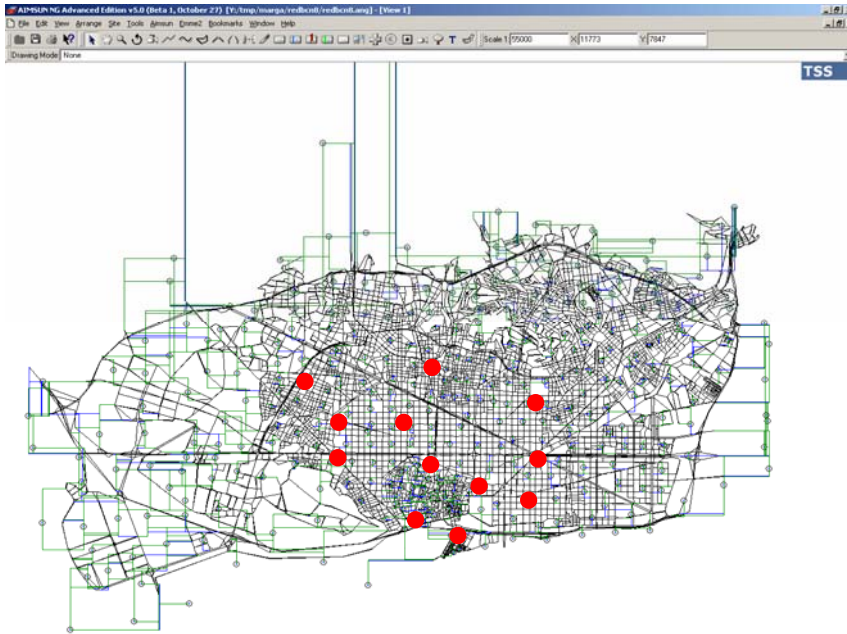 AIMSUN NG Advanced Edition v5.0 (Beta 1, October 27) [Y:/tmp/marga/redbcn8/redbcn8.ang] - [View 1]
File Edit View Arrange Site Tools Aimsun Emme2 Bookmarks Window Help
Scale 1: 55000 X: 11773 Y: 7847
Drawing Mode: None
TSS